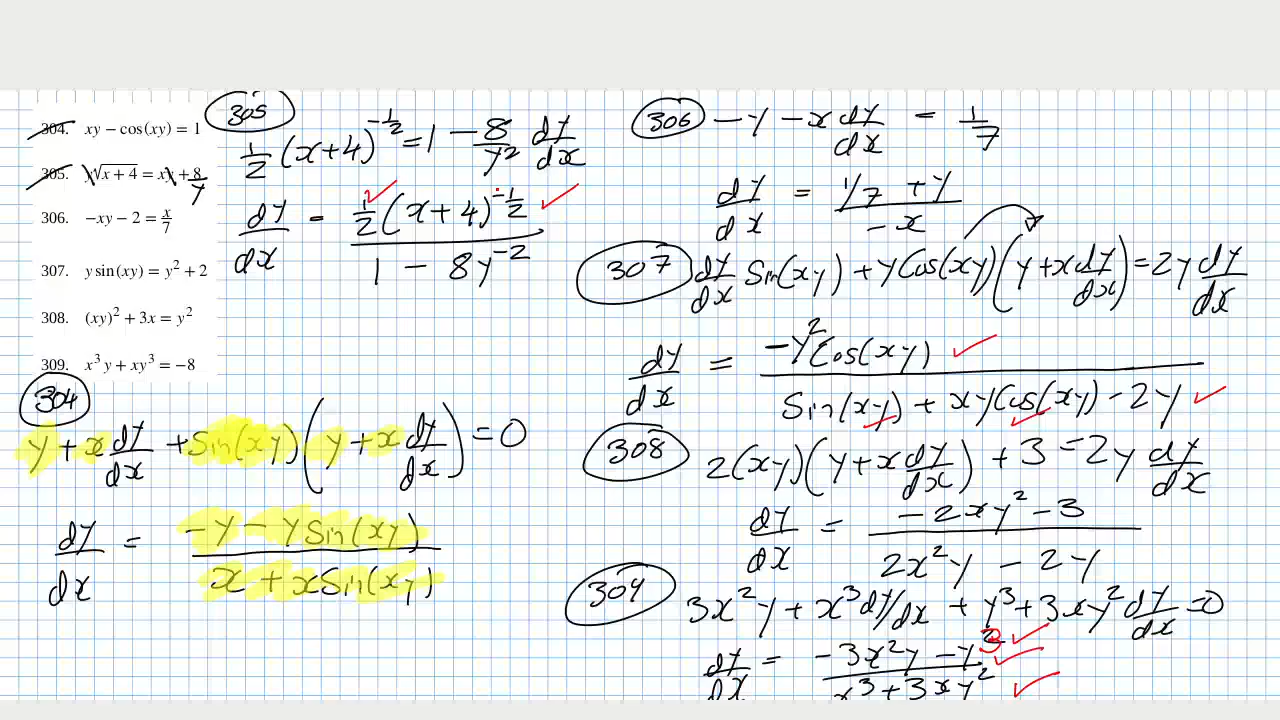 304. xy − cos(xy) = 1
305. y√x + 4 = xy + 8/y
306. −xy − 2 = x/7
307. y sin(xy) = y² + 2
308. (xy)² + 3x = y²
309. x³y + xy³ = −8
304
y + x dy/dx + Sin(xy) (y + x dy/dx) = 0
dy/dx = (−y − ySin(xy)) / (x + xSin(xy))
305
1/2 (x+4)^(−1/2) = 1 − 8/y² dy/dx
dy/dx = (1/2 (x+4)^(−1/2)) / (1 − 8y⁻²)
306 −y − x dy/dx = 1/7
dy/dx = (1/7 + y) / −x
307 dy/dx Sin(xy) + y Cos(xy) (y + x dy/dx) = 2y dy/dx
dy/dx = −y² Cos(xy) / (Sin(xy) + xyCos(xy) − 2y)
308 2(xy)(y + x dy/dx) + 3 = 2y dy/dx
dy/dx = (−2xy² − 3) / (2x²y − 2y)
309 3x²y + x³ dy/dx + y³ + 3xy² dy/dx = 0
dy/dx = (−3x²y − y³) / (x³ + 3xy²)